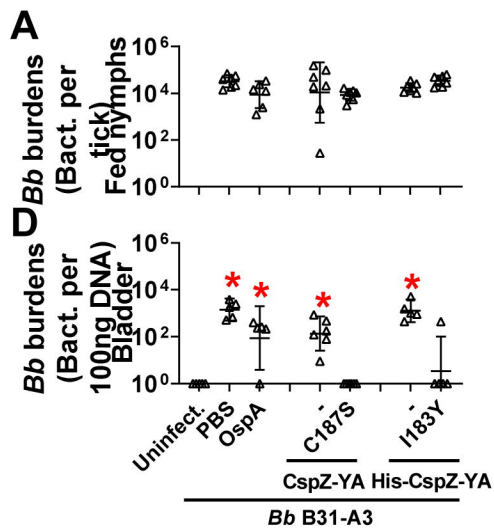 A
Bb burdens
(Bact. per
tick)
Fed nymphs
10⁶
10⁴
10²
10⁰
D
Bb burdens
(Bact. per
100ng DNA)
Bladder
10⁶
10⁴
10²
10⁰
*
*
*
*
Uninfect.
PBS
OspA
-
C187S
-
I183Y
CspZ-YA
His-CspZ-YA
Bb B31-A3